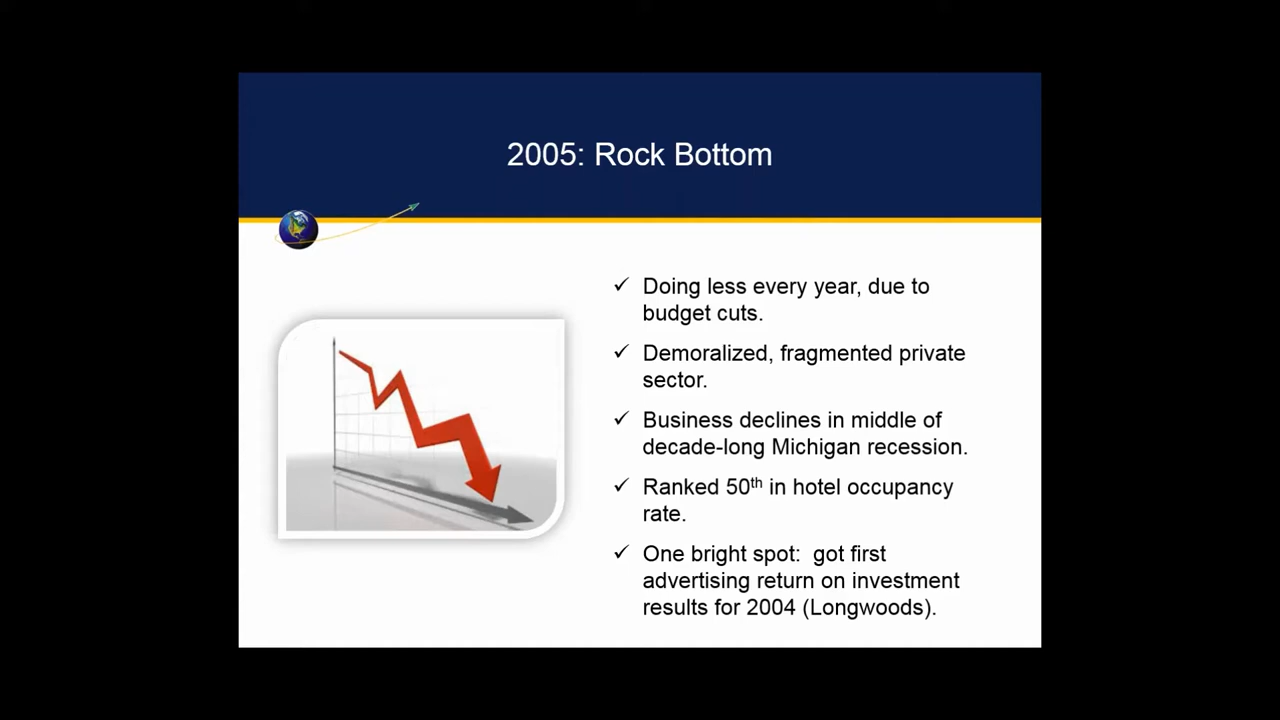 2005: Rock Bottom
✓ Doing less every year, due to
budget cuts.
✓ Demoralized, fragmented private
sector.
✓ Business declines in middle of
decade-long Michigan recession.
✓ Ranked 50th in hotel occupancy
rate.
✓ One bright spot:  got first
advertising return on investment
results for 2004 (Longwoods).